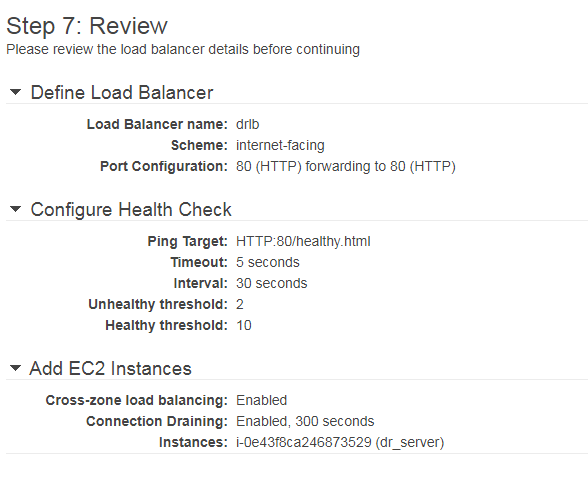 Step 7: Review
Please review the load balancer details before continuing
Define Load Balancer
Load Balancer name: drlb
Scheme: internet-facing
Port Configuration: 80 (HTTP) forwarding to 80 (HTTP)
Configure Health Check
Ping Target: HTTP:80/healthy.html
Timeout: 5 seconds
Interval: 30 seconds
Unhealthy threshold: 2
Healthy threshold: 10
Add EC2 Instances
Cross-zone load balancing: Enabled
Connection Draining: Enabled, 300 seconds
Instances: i-0e43f8ca246873529 (dr_server)